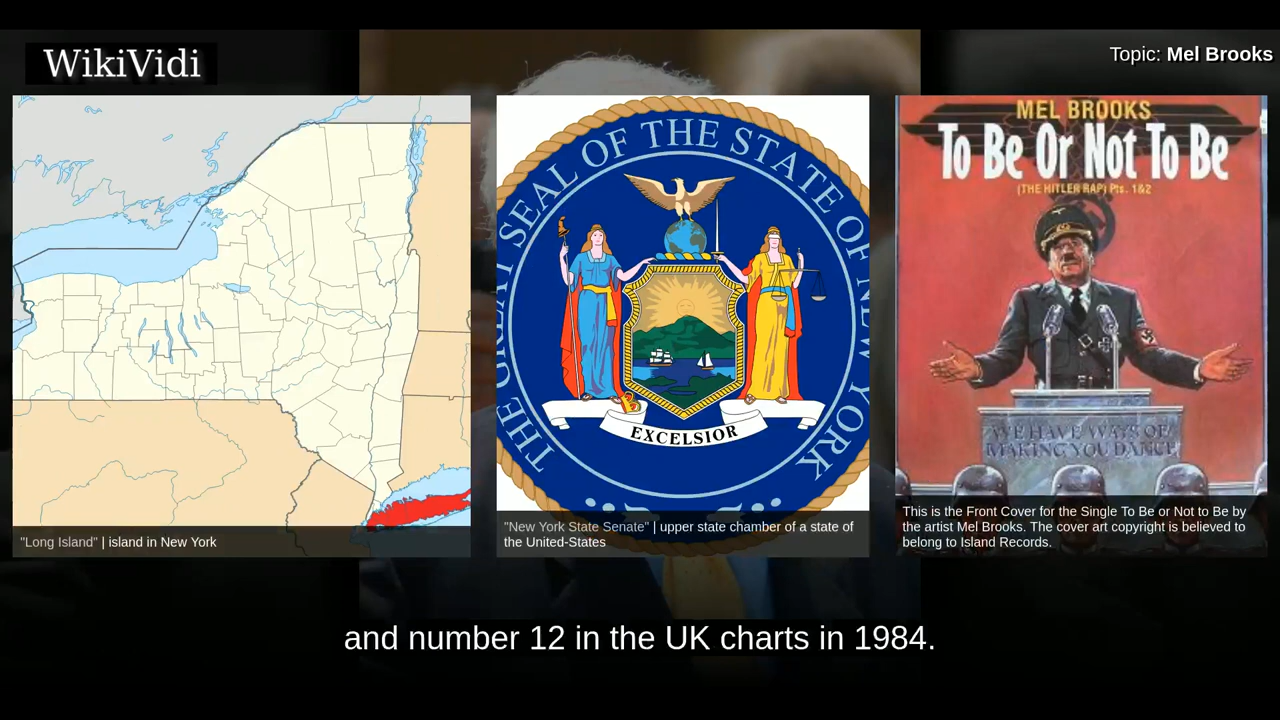 WikiVidi
Topic: Mel Brooks
"Long Island" | island in New York
THE GREAT SEAL OF THE STATE OF NEW YORK
EXCELSIOR
"New York State Senate" | upper state chamber of a state of
the United-States
MEL BROOKS
To Be Or Not To Be
(THE HITLER RAP) Pts. 1&2
WE HAVE WAYS OF
MAKING YOU DANCE
This is the Front Cover for the Single To Be or Not to Be by
the artist Mel Brooks. The cover art copyright is believed to
belong to Island Records.
and number 12 in the UK charts in 1984.